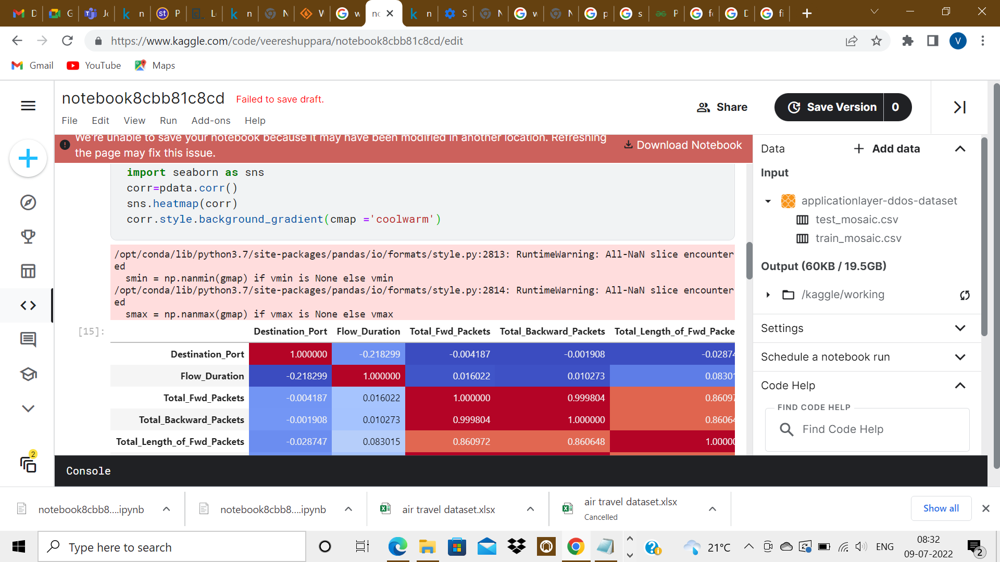 https://www.kaggle.com/code/veereshuppara/notebook8cbb81c8cd/edit
V
Gmail
YouTube
Maps
notebook8cbb81c8cd
Failed to save draft.
File Edit View Run Add-ons Help
Share
Save Version 0
We're unable to save your notebook because it may have been modified in another location. Refreshing
the page may fix this issue.
Download Notebook
import seaborn as sns
corr=pdata.corr()
sns.heatmap(corr)
corr.style.background_gradient(cmap ='coolwarm')
/opt/conda/lib/python3.7/site-packages/pandas/io/formats/style.py:2813: RuntimeWarning: All-NaN slice encounter
ed
smin = np.nanmin(gmap) if vmin is None else vmin
/opt/conda/lib/python3.7/site-packages/pandas/io/formats/style.py:2814: RuntimeWarning: All-NaN slice encounter
ed
smax = np.nanmax(gmap) if vmax is None else vmax
[15]:
Destination_Port Flow_Duration Total_Fwd_Packets Total_Backward_Packets Total_Length_of_Fwd_Packe
Destination_Port 1.000000 -0.218299 -0.004187 -0.001908 -0.02874
Flow_Duration -0.218299 1.000000 0.016022 0.010273 0.08301
Total_Fwd_Packets -0.004187 0.016022 1.000000 0.999804 0.86097
Total_Backward_Packets -0.001908 0.010273 0.999804 1.000000 0.86064
Total_Length_of_Fwd_Packets -0.028747 0.083015 0.860972 0.860648 1.00000
Data
Add data
Input
applicationlayer-ddos-dataset
test_mosaic.csv
train_mosaic.csv
Output (60KB / 19.5GB)
/kaggle/working
Settings
Schedule a notebook run
Code Help
FIND CODE HELP
Find Code Help
2
Console
notebook8cbb8....ipynb
notebook8cbb8....ipynb
air travel dataset.xlsx
air travel dataset.xlsx
Cancelled
Show all
Type here to search
21°C
ENG
08:32
09-07-2022
2